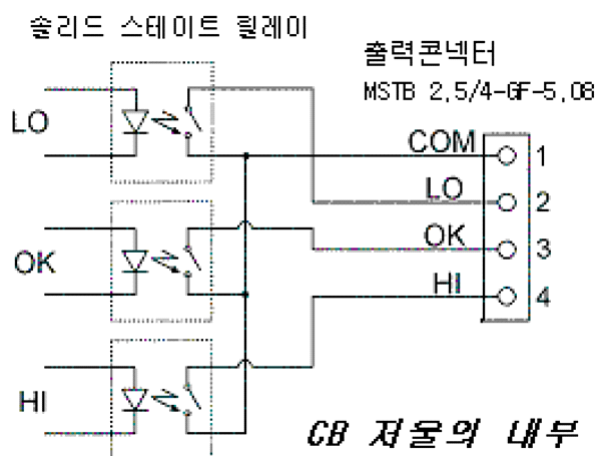 솔리드 스테이트 릴레이
출력콘넥터
MSTB 2,5/4-GF-5,08
LO
COM 1
LO 2
OK 3
OK
HI 4
HI
CB 저울의 내부